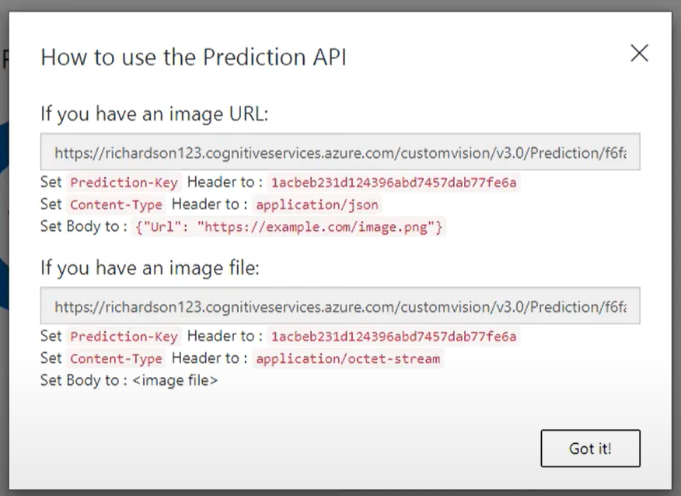 How to use the Prediction API
If you have an image URL:
https://richardson123.cognitiveservices.azure.com/customvision/v3.0/Prediction/f6fa
Set Prediction-Key Header to : 1acbeb231d124396abd7457dab77fe6a
Set Content-Type Header to : application/json
Set Body to : {"Url": "https://example.com/image.png"}
If you have an image file:
https://richardson123.cognitiveservices.azure.com/customvision/v3.0/Prediction/f6fa
Set Prediction-Key Header to : 1acbeb231d124396abd7457dab77fe6a
Set Content-Type Header to : application/octet-stream
Set Body to : <image file>
Got it!